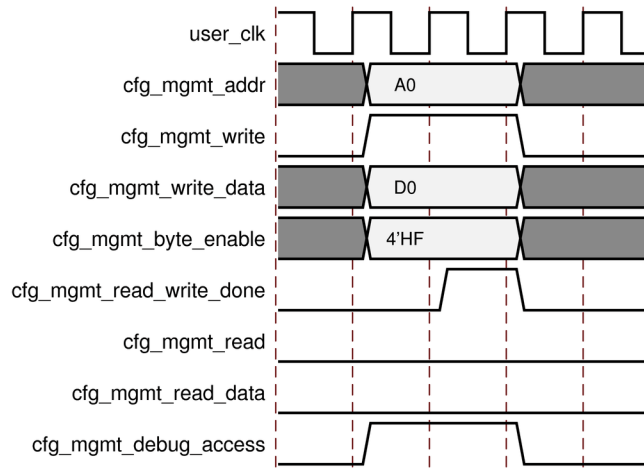 user_clk
cfg_mgmt_addr
A0
cfg_mgmt_write
cfg_mgmt_write_data
D0
cfg_mgmt_byte_enable
4'HF
cfg_mgmt_read_write_done
cfg_mgmt_read
cfg_mgmt_read_data
cfg_mgmt_debug_access